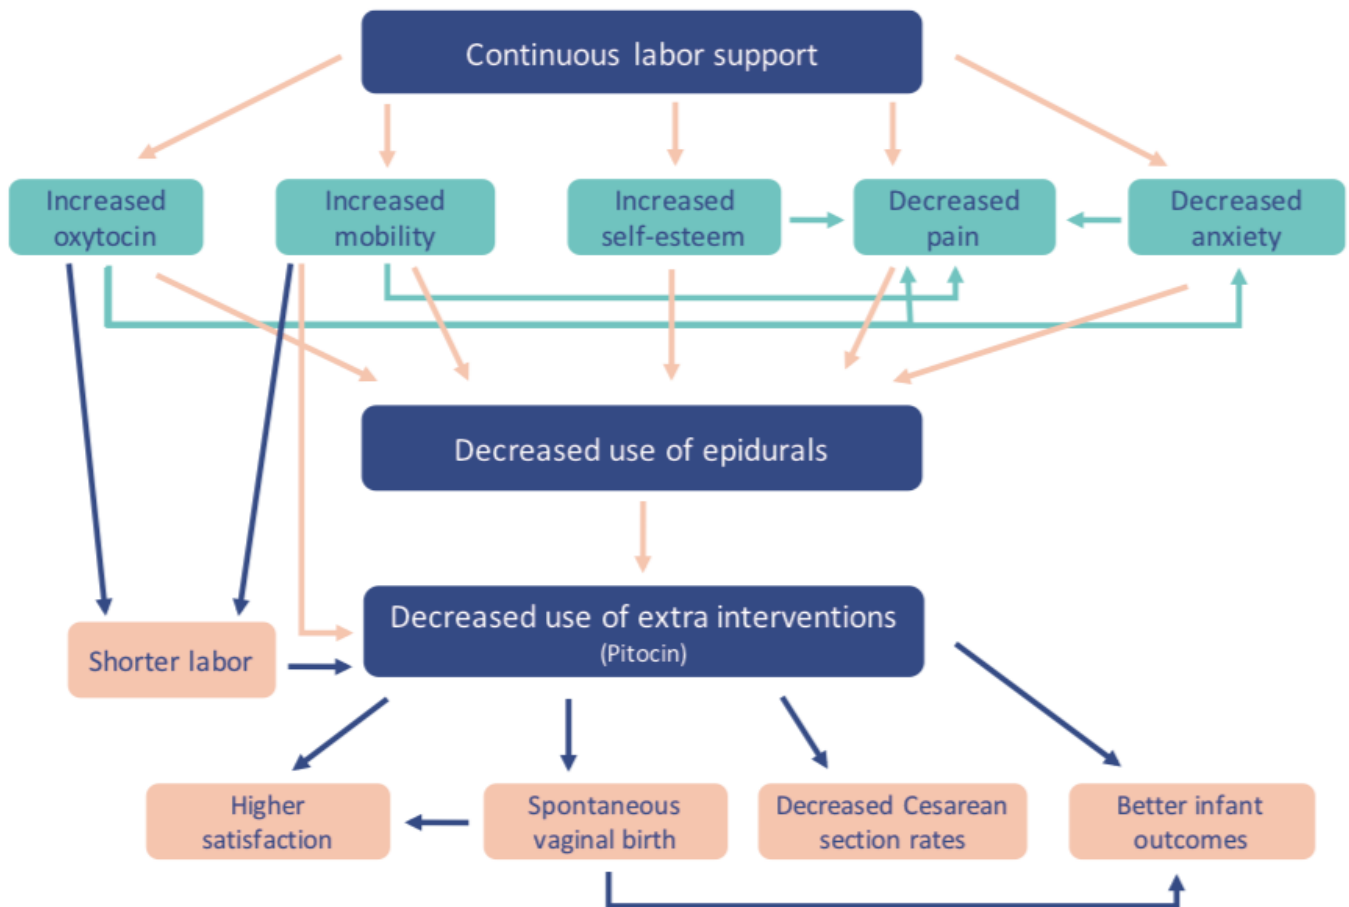 Continuous labor support
Increased
oxytocin
Increased
mobility
Increased
self-esteem
Decreased
pain
Decreased
anxiety
Decreased use of epidurals
Decreased use of extra interventions
(Pitocin)
Shorter labor
Higher
satisfaction
Spontaneous
vaginal birth
Decreased Cesarean
section rates
Better infant
outcomes